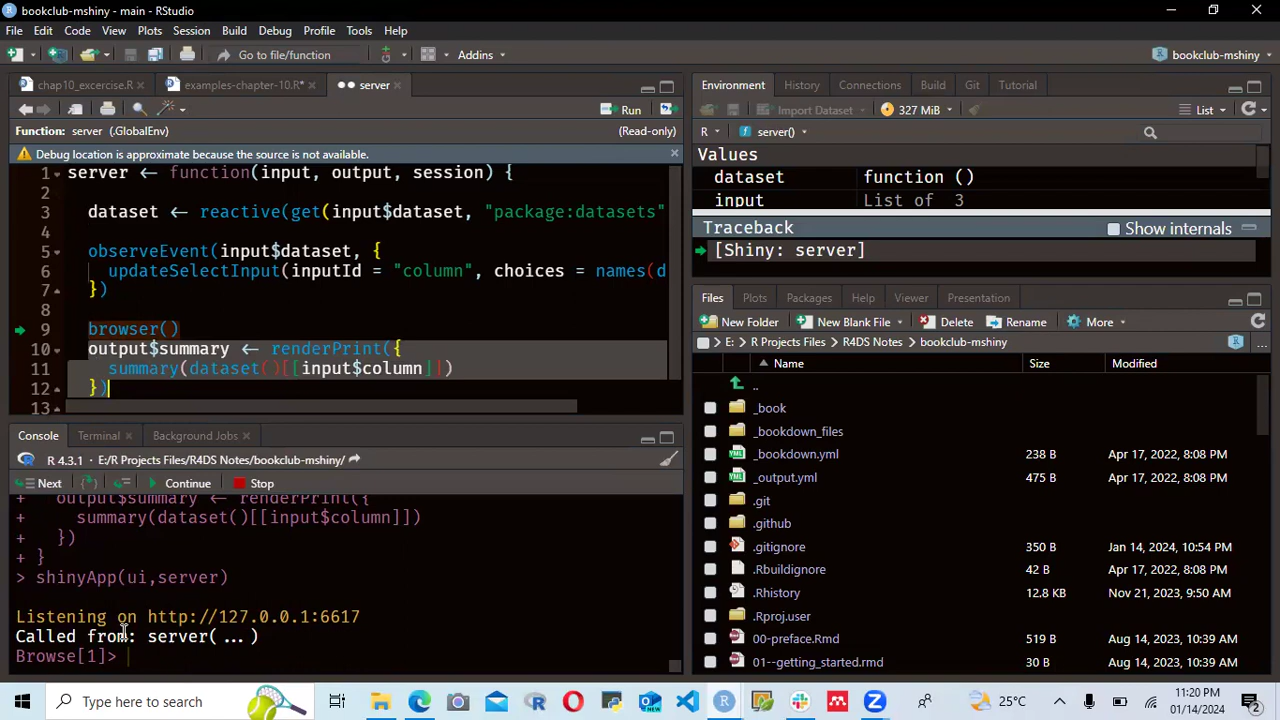 bookclub-mshiny - main - RStudio
File Edit Code View Plots Session Build Debug Profile Tools Help
Go to file/function Addins bookclub-mshiny
chap10_excercise.R examples-chapter-10.R* server
Run
Function: server (.GlobalEnv) (Read-only)
Debug location is approximate because the source is not available.
1 server ← function(input, output, session) {
2
3 dataset ← reactive(get(input$dataset, "package:datasets"
4
5 observeEvent(input$dataset, {
6 updateSelectInput(inputId = "column", choices = names(d
7 })
8
9 browser()
10 output$summary ← renderPrint({
11 summary(dataset()[[input$column]])
12 })
13
Console Terminal Background Jobs
R 4.3.1 · E:/R Projects Files/R4DS Notes/bookclub-mshiny/
Next Continue Stop
+ output$summary ← renderPrint({
+ summary(dataset()[[input$column]])
+ })
+ }
> shinyApp(ui,server)
Listening on http://127.0.0.1:6617
Called from: server( ... )
Browse[1]>
Environment History Connections Build Git Tutorial
Import Dataset 327 MiB List
R server()
Values
dataset function ()
input List of 3
Traceback Show internals
[Shiny: server]
Files Plots Packages Help Viewer Presentation
New Folder New Blank File Delete Rename More
E: R Projects Files R4DS Notes bookclub-mshiny ...
Name Size Modified
..
_book
_bookdown_files
_bookdown.yml 238 B Apr 17, 2022, 8:08 PM
_output.yml 475 B Apr 17, 2022, 8:08 PM
.git
.github
.gitignore 350 B Jan 14, 2024, 10:54 PM
.Rbuildignore 42 B Apr 17, 2022, 8:08 PM
.Rhistory 12.8 KB Nov 21, 2023, 9:50 AM
.Rproj.user
00-preface.Rmd 519 B Aug 14, 2023, 10:39 AM
01--getting_started.rmd 30 B Aug 14, 2023, 10:39 AM
Type here to search
25°C
11:20 PM
01/14/2024
2